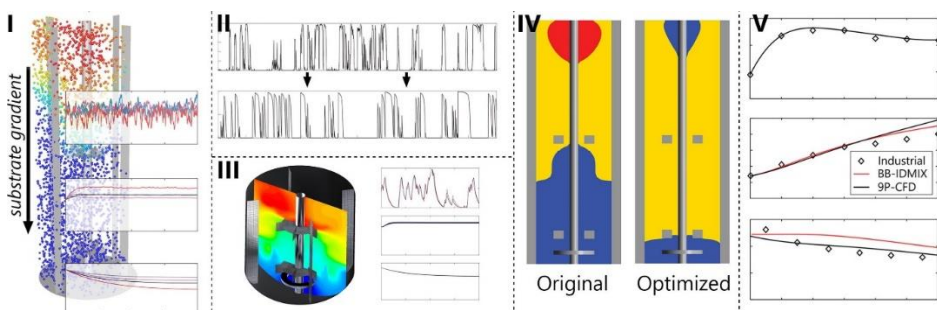 I
substrate gradient
II
III
IV
Original
Optimized
V
Industrial
BB-IDMIX
9P-CFD